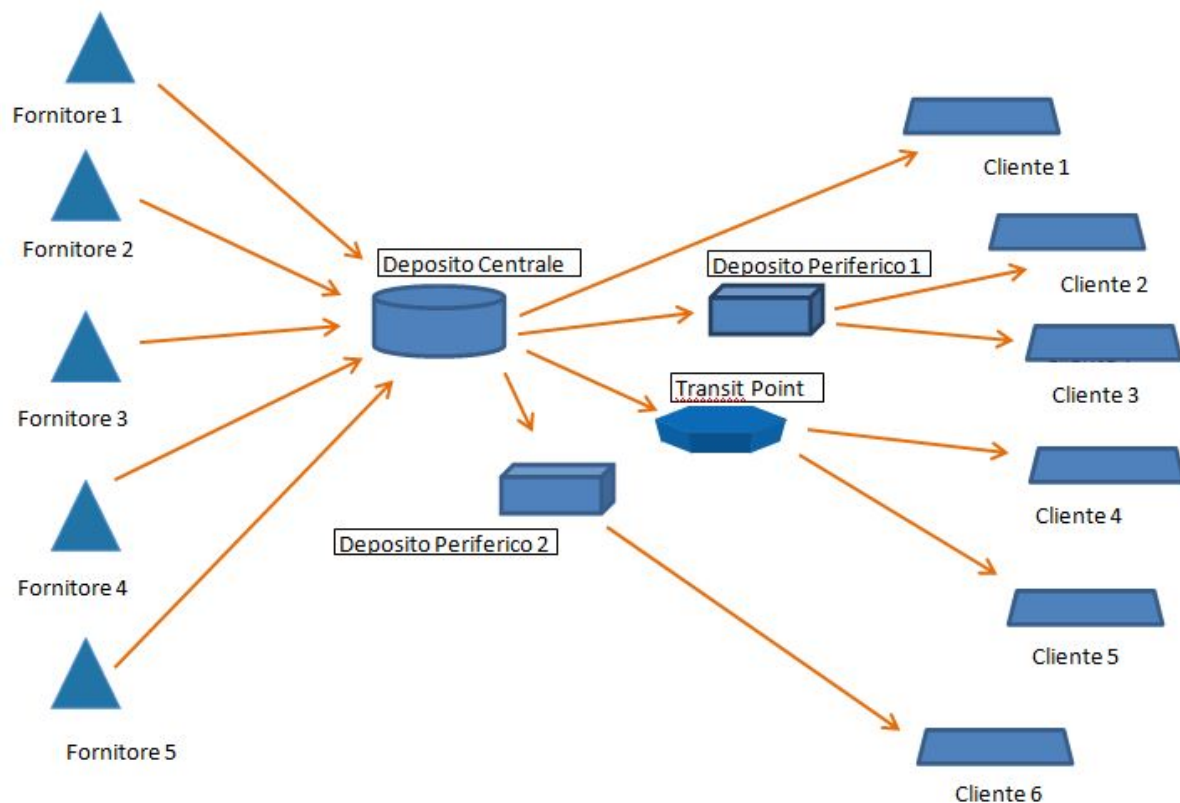 Fornitore 1
Fornitore 2
Fornitore 3
Fornitore 4
Fornitore 5
Deposito Centrale
Deposito Periferico 1
Transit Point
Deposito Periferico 2
Cliente 1
Cliente 2
Cliente 3
Cliente 4
Cliente 5
Cliente 6